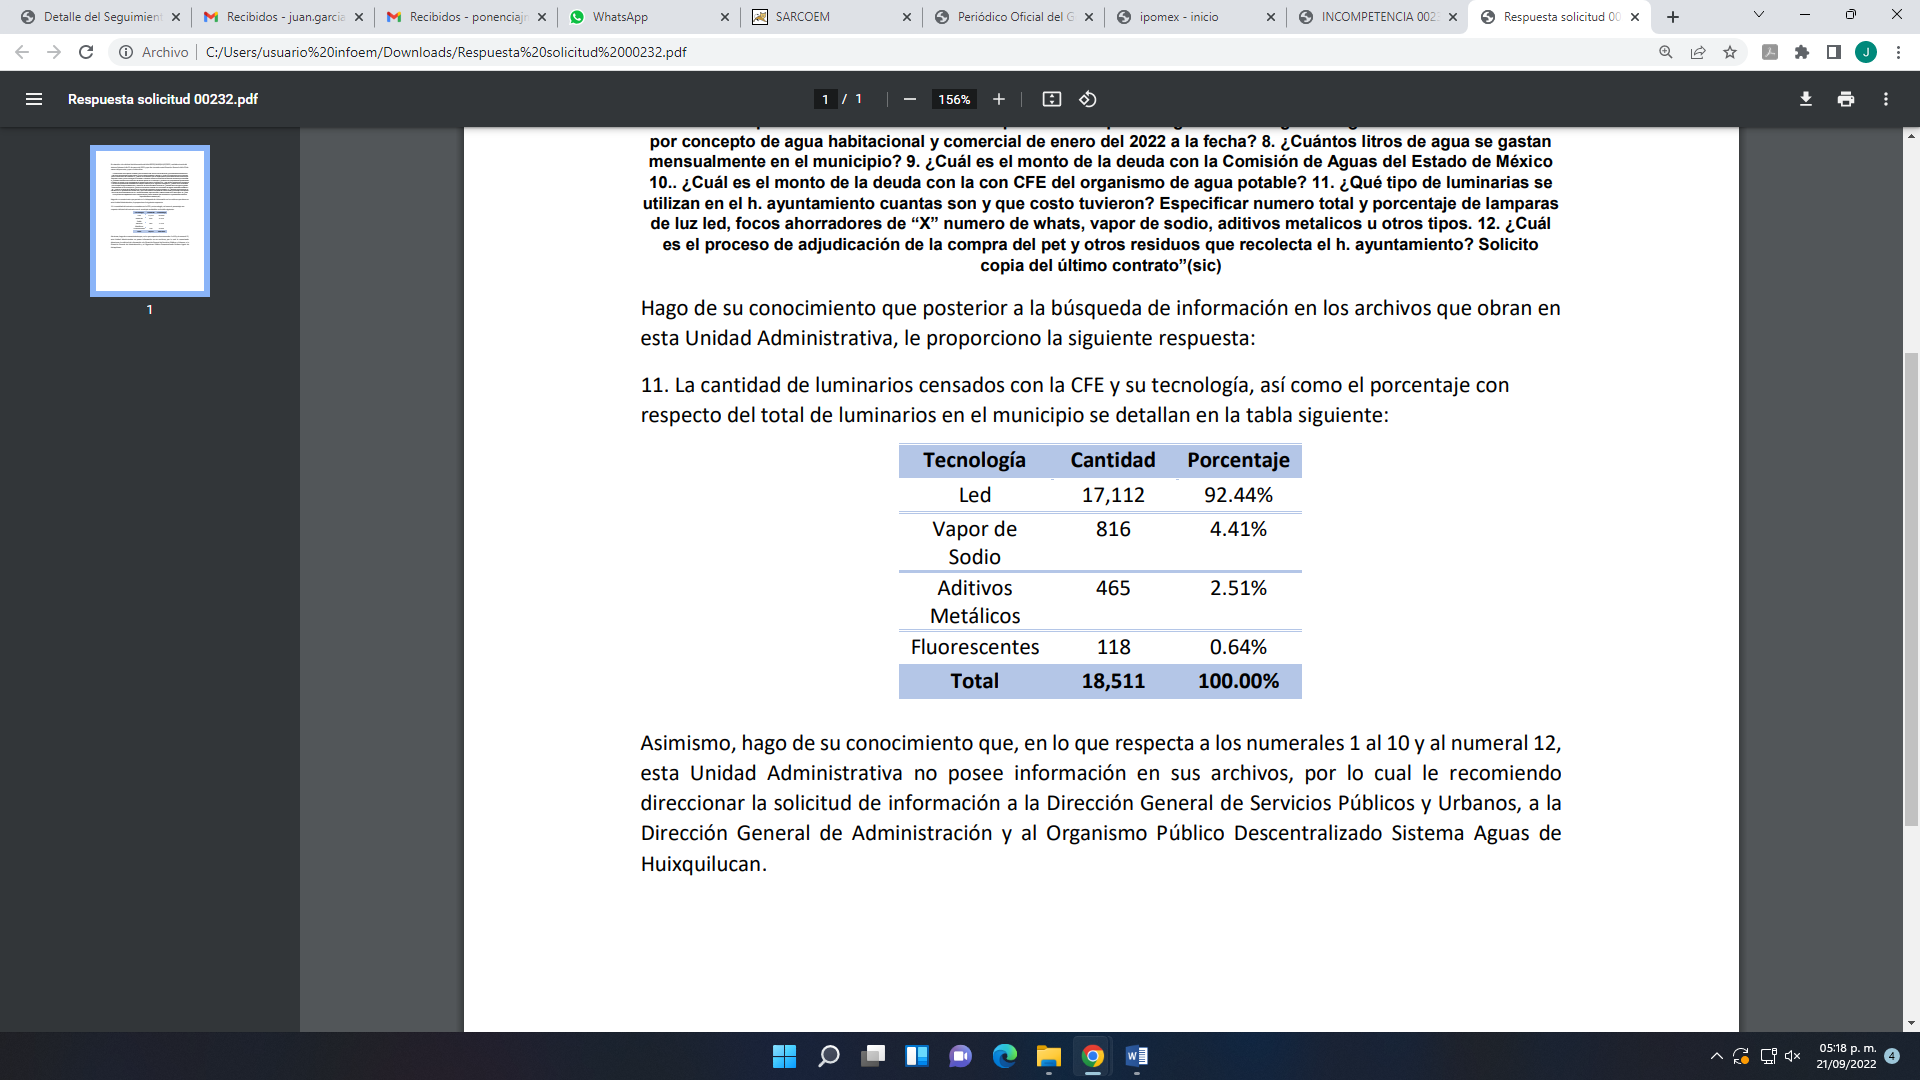 Detalle del Seguimient
Recibidos - juan.garcia
Recibidos - ponenciajr
WhatsApp
SARCOEM
Periódico Oficial del G
ipomex - inicio
INCOMPETENCIA 002
Respuesta solicitud 00
Archivo
C:/Users/usuario%20infoem/Downloads/Respuesta%20solicitud%2000232.pdf
J
Respuesta solicitud 00232.pdf
1 / 1
156%
1
por concepto de agua habitacional y comercial de enero del 2022 a la fecha? 8. ¿Cuántos litros de agua se gastan
mensualmente en el municipio? 9. ¿Cuál es el monto de la deuda con la Comisión de Aguas del Estado de México
10.. ¿Cuál es el monto de la deuda con la con CFE del organismo de agua potable? 11. ¿Qué tipo de luminarias se
utilizan en el h. ayuntamiento cuantas son y que costo tuvieron? Especificar numero total y porcentaje de lamparas
de luz led, focos ahorradores de “X” numero de whats, vapor de sodio, aditivos metalicos u otros tipos. 12. ¿Cuál
es el proceso de adjudicación de la compra del pet y otros residuos que recolecta el h. ayuntamiento? Solicito
copia del último contrato”(sic)
Hago de su conocimiento que posterior a la búsqueda de información en los archivos que obran en
esta Unidad Administrativa, le proporciono la siguiente respuesta:
11. La cantidad de luminarios censados con la CFE y su tecnología, así como el porcentaje con
respecto del total de luminarios en el municipio se detallan en la tabla siguiente:
Tecnología Cantidad Porcentaje
Led 17,112 92.44%
Vapor de 816 4.41%
Sodio
Aditivos 465 2.51%
Metálicos
Fluorescentes 118 0.64%
Total 18,511 100.00%
Asimismo, hago de su conocimiento que, en lo que respecta a los numerales 1 al 10 y al numeral 12,
esta Unidad Administrativa no posee información en sus archivos, por lo cual le recomiendo
direccionar la solicitud de información a la Dirección General de Servicios Públicos y Urbanos, a la
Dirección General de Administración y al Organismo Público Descentralizado Sistema Aguas de
Huixquilucan.
05:18 p. m.
21/09/2022
4